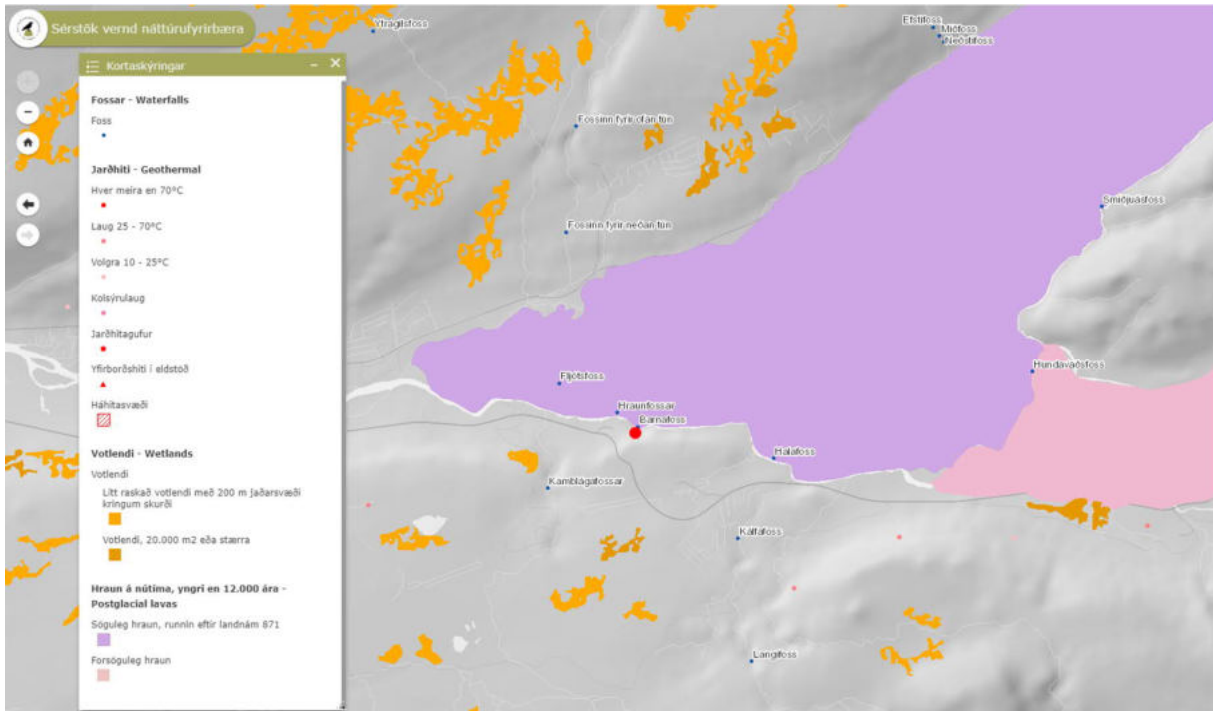 Sérstök vernd náttúrufyrirbæra
Kortaskýringar
Fossar - Waterfalls
Foss
Jarðhiti - Geothermal
Hver meira en 70°C
Laug 25 - 70°C
Volgra 10 - 25°C
Kolsýrulaug
Jarðhitagufur
Yfirborðshiti í eldstöð
Háhitasvæði
Votlendi - Wetlands
Votlendi
Lítt raskað votlendi með 200 m jaðarsvæði
kringum skurði
Votlendi, 20.000 m2 eða stærra
Hraun á nútíma, yngri en 12.000 ára -
Postglacial lavas
Söguleg hraun, runnin eftir landnám 871
Forsöguleg hraun
Ytragilsfoss
Efstifoss
Miðfoss
Neðstifoss
Fossinn fyrir ofan tún
Smiðjuásfoss
Fossinn fyrir neðan tún
Hundavaðsfoss
Fljótsfoss
Hraunfossar
Barnafoss
Halafoss
Kamblágafossar
Kálfafoss
Langifoss